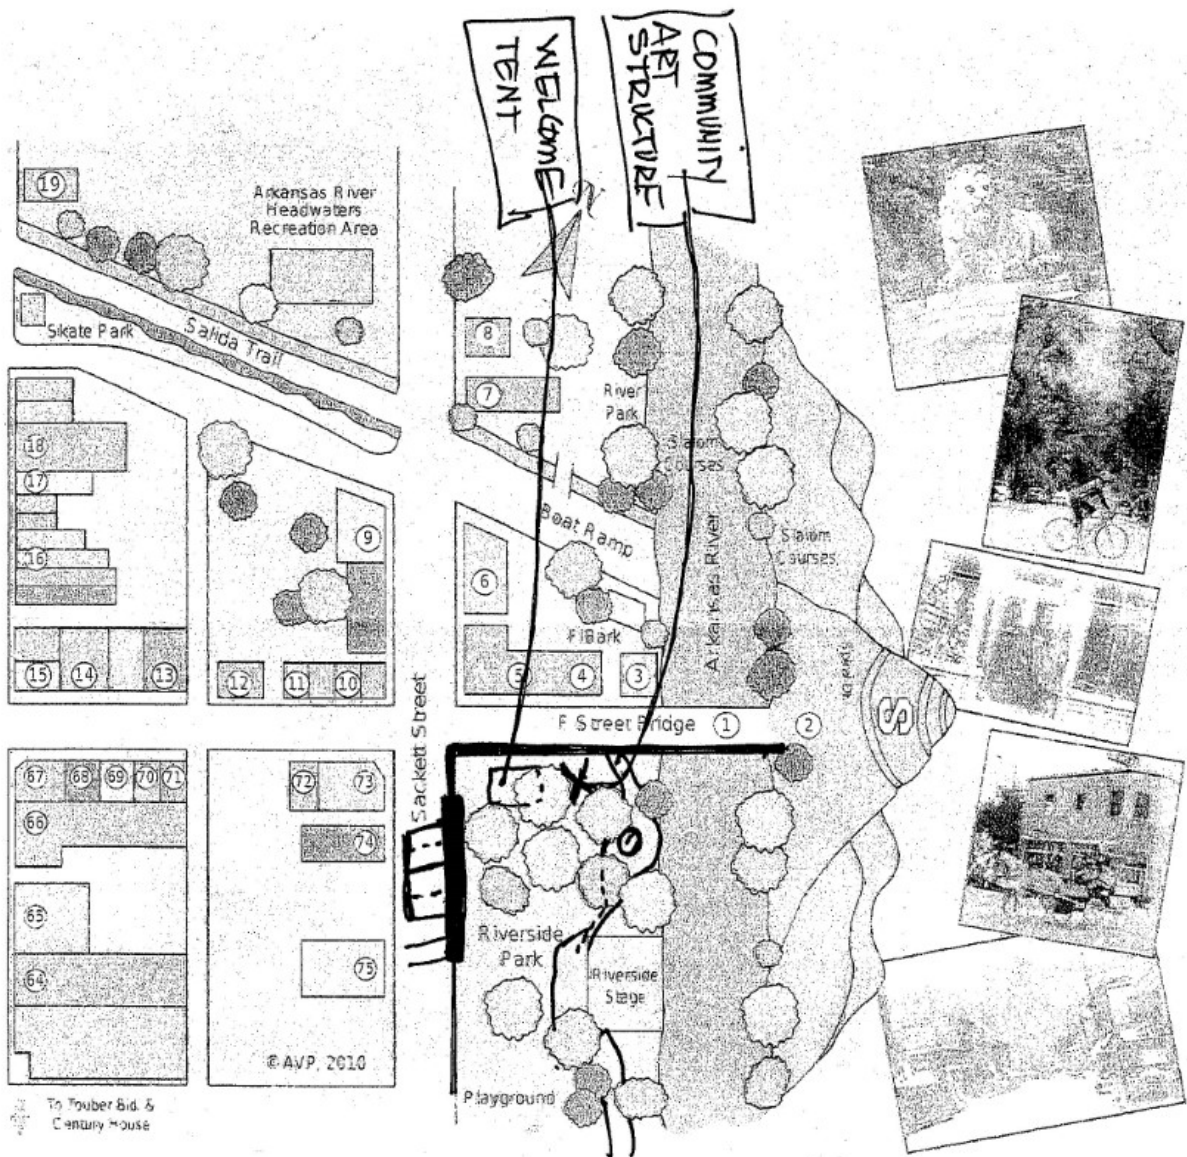 WELCOME
TENT
COMMUNITY
ART
STRUCTURE
19
Arkansas River
Headwaters
Recreation Area
Skate Park
Salida Trail
8
7
River
Park
Slalom
Courses
18
17
16
9
Boat Ramp
6
Slalom
Courses
Arkansas River
FIBArk
15
14
13
12
11
10
5
4
3
Sackett Street
F Street Bridge
1
2
S
67
68
69
70
71
72
73
66
74
65
Riverside
Park
64
75
Riverside
Stage
© AVP, 2010
Playground
To Touber Bld. &
Century House